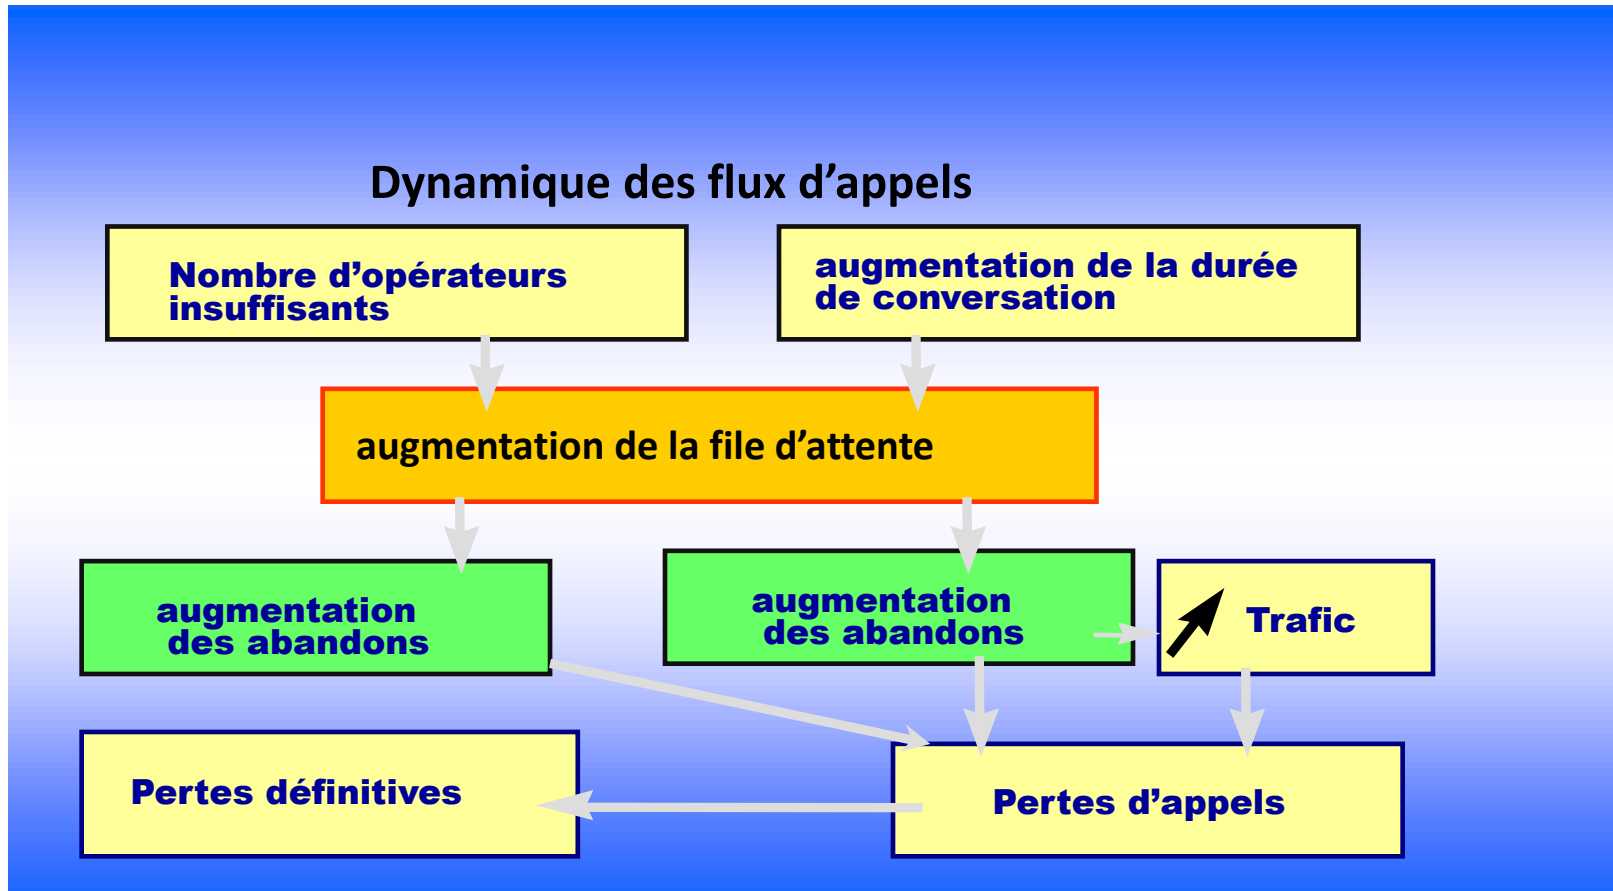 Dynamique des flux d’appels
Nombre d’opérateurs
insuffisants
augmentation de la durée
de conversation
augmentation de la file d’attente
augmentation
des abandons
augmentation
des abandons
Trafic
Pertes définitives
Pertes d’appels